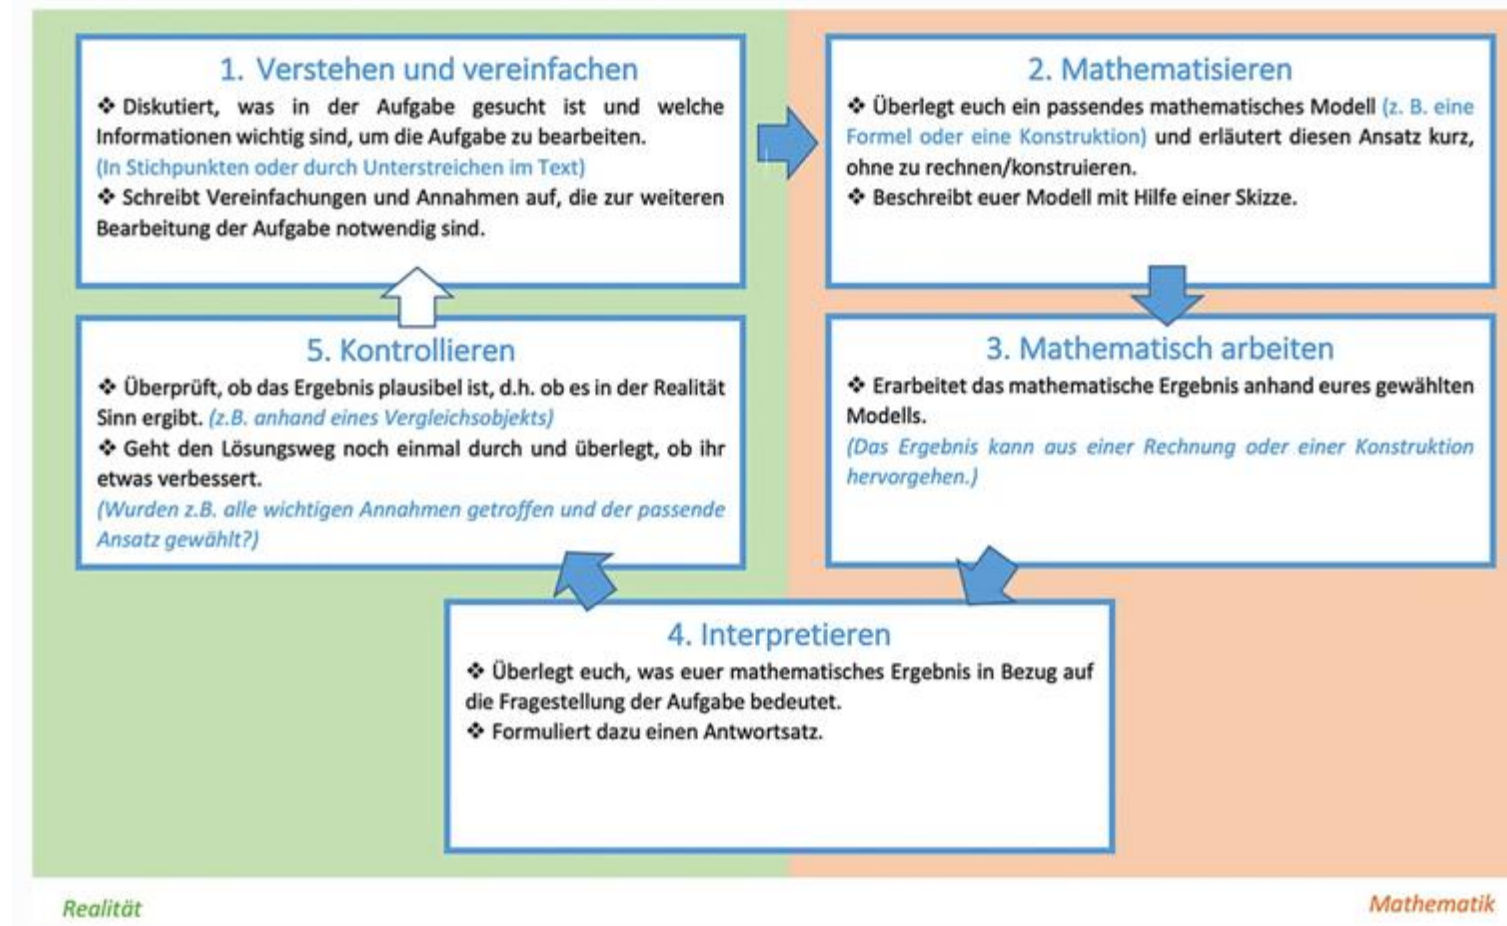 1. Verstehen und vereinfachen
❖ Diskutiert, was in der Aufgabe gesucht ist und welche
Informationen wichtig sind, um die Aufgabe zu bearbeiten.
(In Stichpunkten oder durch Unterstreichen im Text)
❖ Schreibt Vereinfachungen und Annahmen auf, die zur weiteren
Bearbeitung der Aufgabe notwendig sind.
2. Mathematisieren
❖ Überlegt euch ein passendes mathematisches Modell (z. B. eine
Formel oder eine Konstruktion) und erläutert diesen Ansatz kurz,
ohne zu rechnen/konstruieren.
❖ Beschreibt euer Modell mit Hilfe einer Skizze.
3. Mathematisch arbeiten
❖ Erarbeitet das mathematische Ergebnis anhand eures gewählten
Modells.
(Das Ergebnis kann aus einer Rechnung oder einer Konstruktion
hervorgehen.)
4. Interpretieren
❖ Überlegt euch, was euer mathematisches Ergebnis in Bezug auf
die Fragestellung der Aufgabe bedeutet.
❖ Formuliert dazu einen Antwortsatz.
5. Kontrollieren
❖ Überprüft, ob das Ergebnis plausibel ist, d.h. ob es in der Realität
Sinn ergibt. (z.B. anhand eines Vergleichsobjekts)
❖ Geht den Lösungsweg noch einmal durch und überlegt, ob ihr
etwas verbessert.
(Wurden z.B. alle wichtigen Annahmen getroffen und der passende
Ansatz gewählt?)
Realität
Mathematik